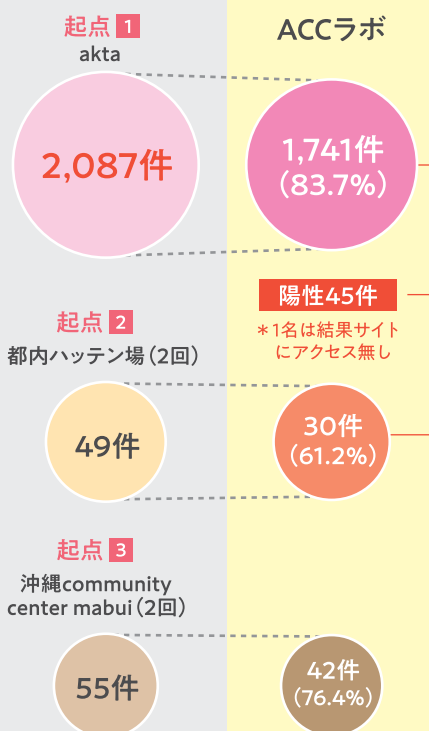 起点 1
akta
2,087件
ACCラボ
1,741件
(83.7%)
陽性45件
＊1名は結果サイト
にアクセス無し
起点 2
都内ハッテン場（2回）
49件
30件
(61.2%)
起点 3
沖縄community
center mabui（2回）
55件
42件
(76.4%)